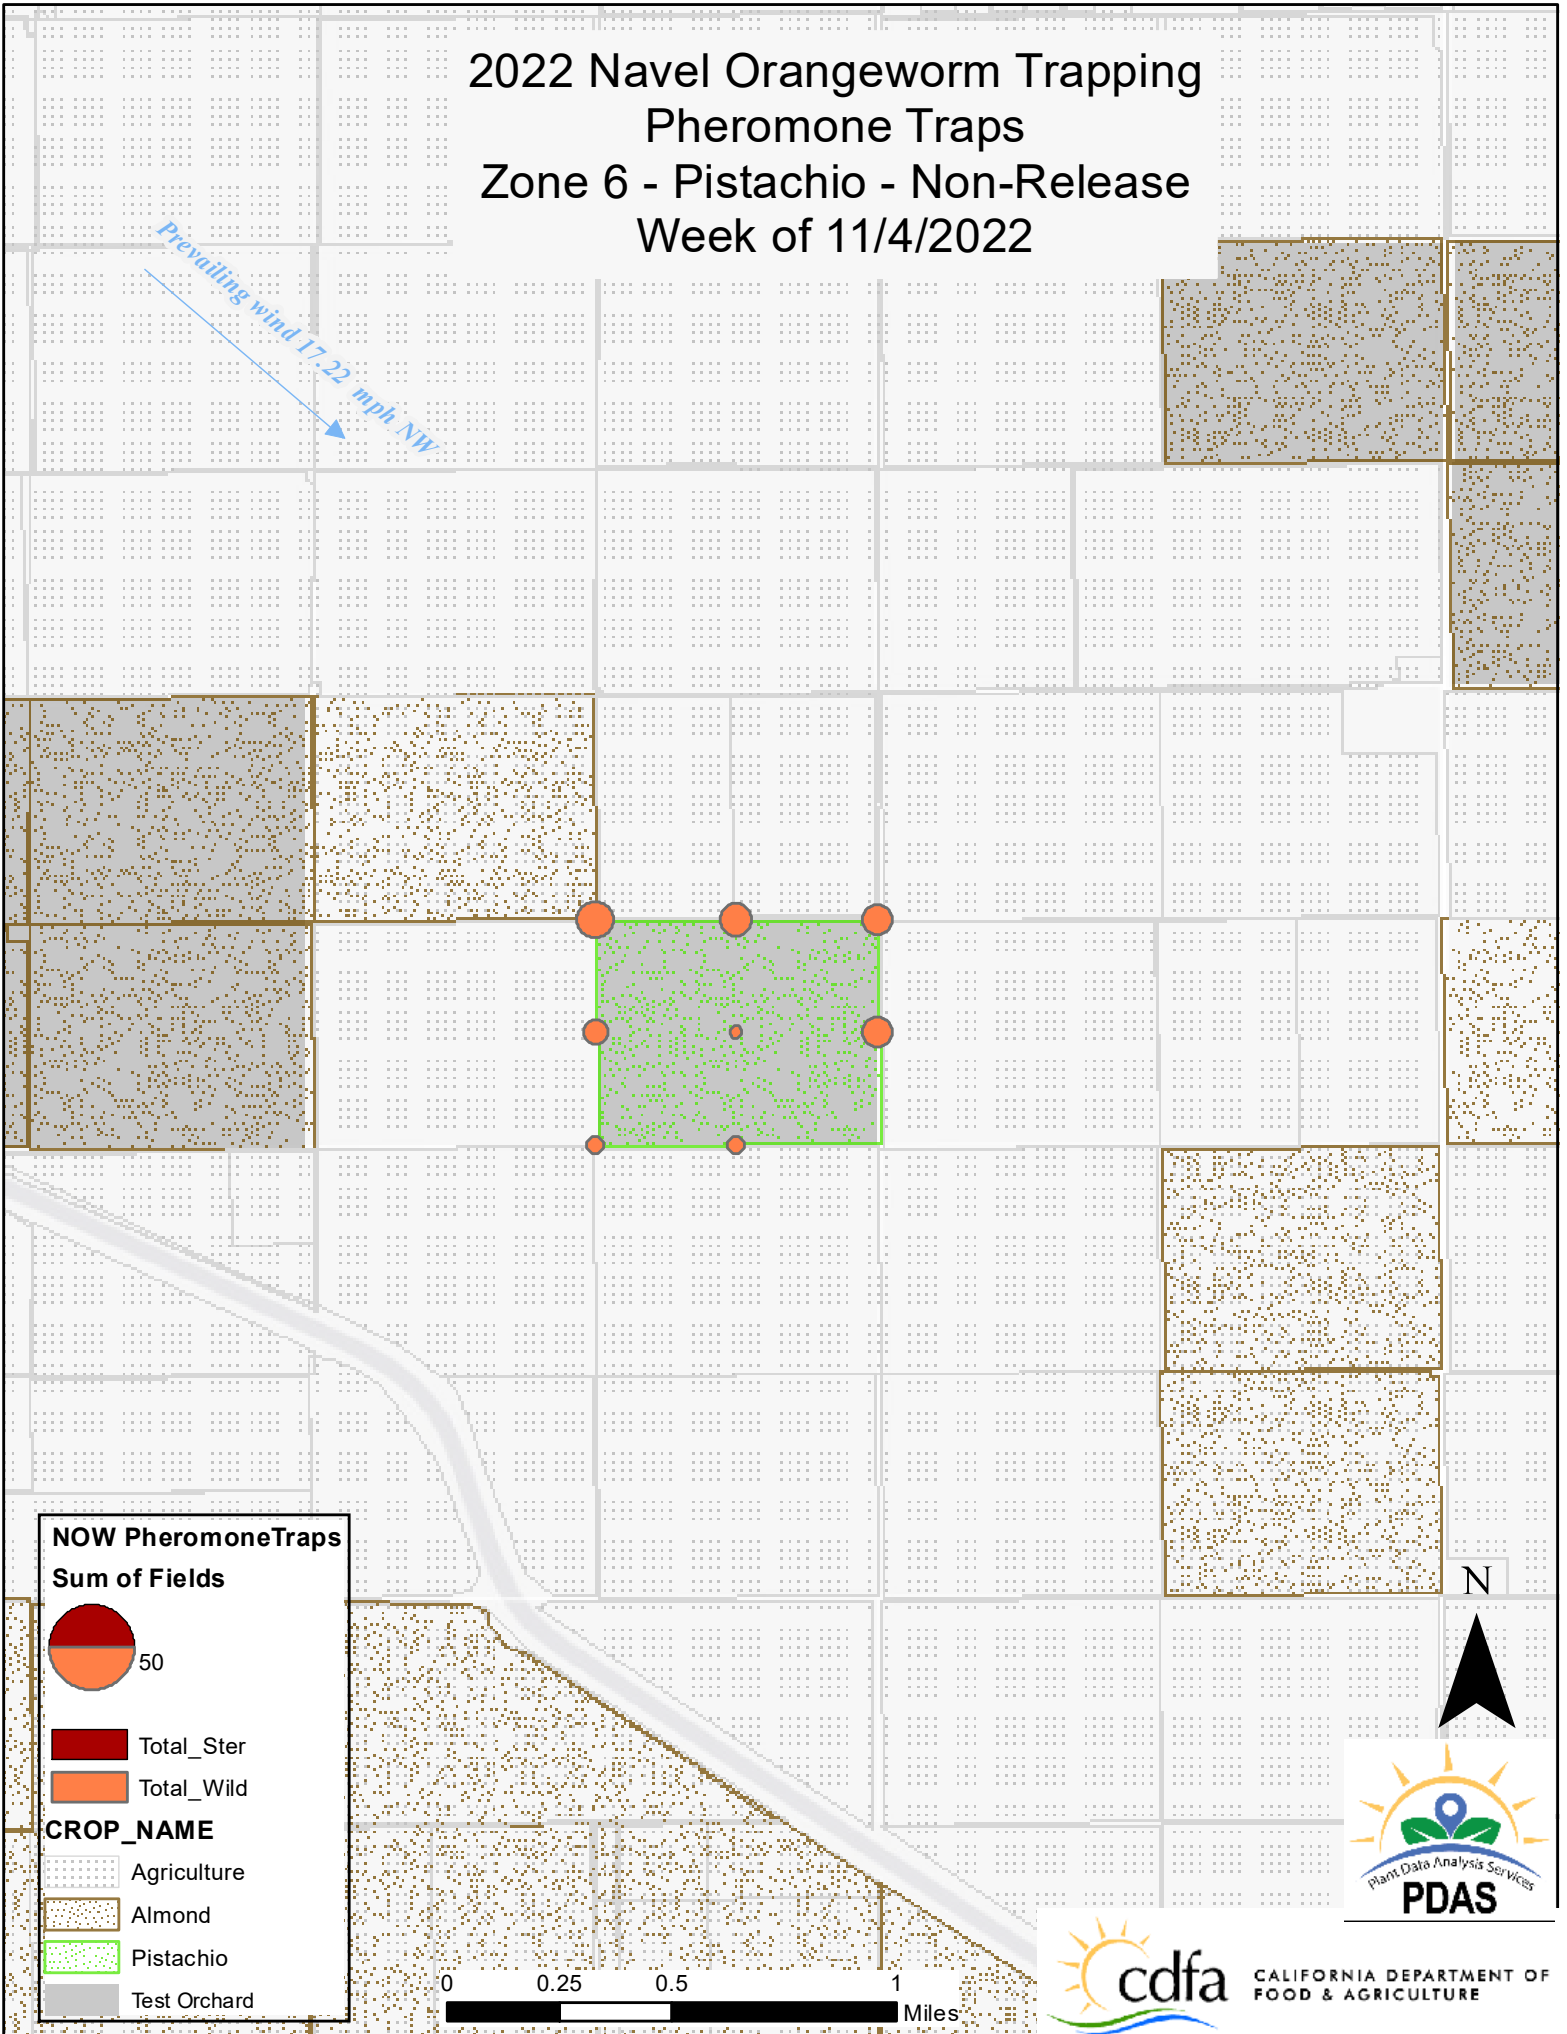 2022 Navel Orangeworm Trapping
Pheromone Traps
Zone 6 - Pistachio - Non-Release
Week of 11/4/2022
Prevailing wind 17.22 mph NW
NOW PheromoneTraps
Sum of Fields
50
Total_Ster
Total_Wild
CROP_NAME
Agriculture
Almond
Pistachio
Test Orchard
0 0.25 0.5 1
Miles
N
Plant Data Analysis Services
PDAS
cdfa
CALIFORNIA DEPARTMENT OF
FOOD & AGRICULTURE